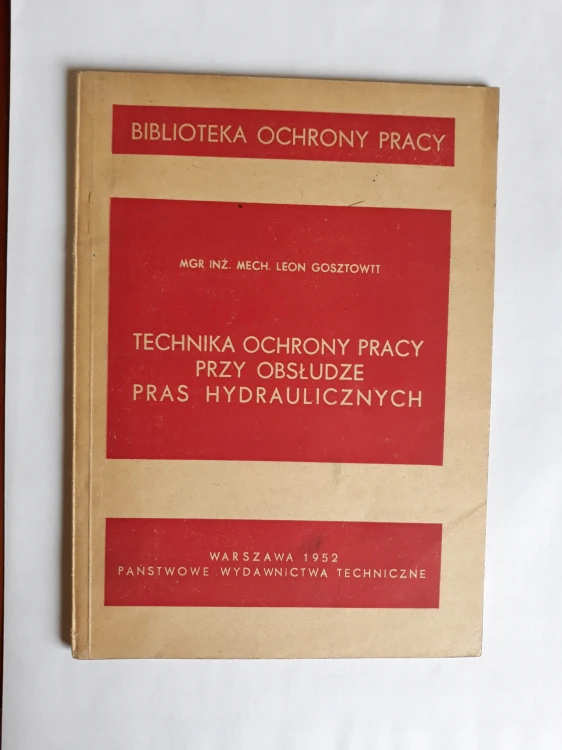 BIBLIOTEKA OCHRONY PRACY
MGR INŻ. MECH. LEON GOSZTOWTT
TECHNIKA OCHRONY PRACY
PRZY OBSŁUDZE
PRAS HYDRAULICZNYCH
WARSZAWA 1952
PAŃSTWOWE WYDAWNICTWA TECHNICZNE